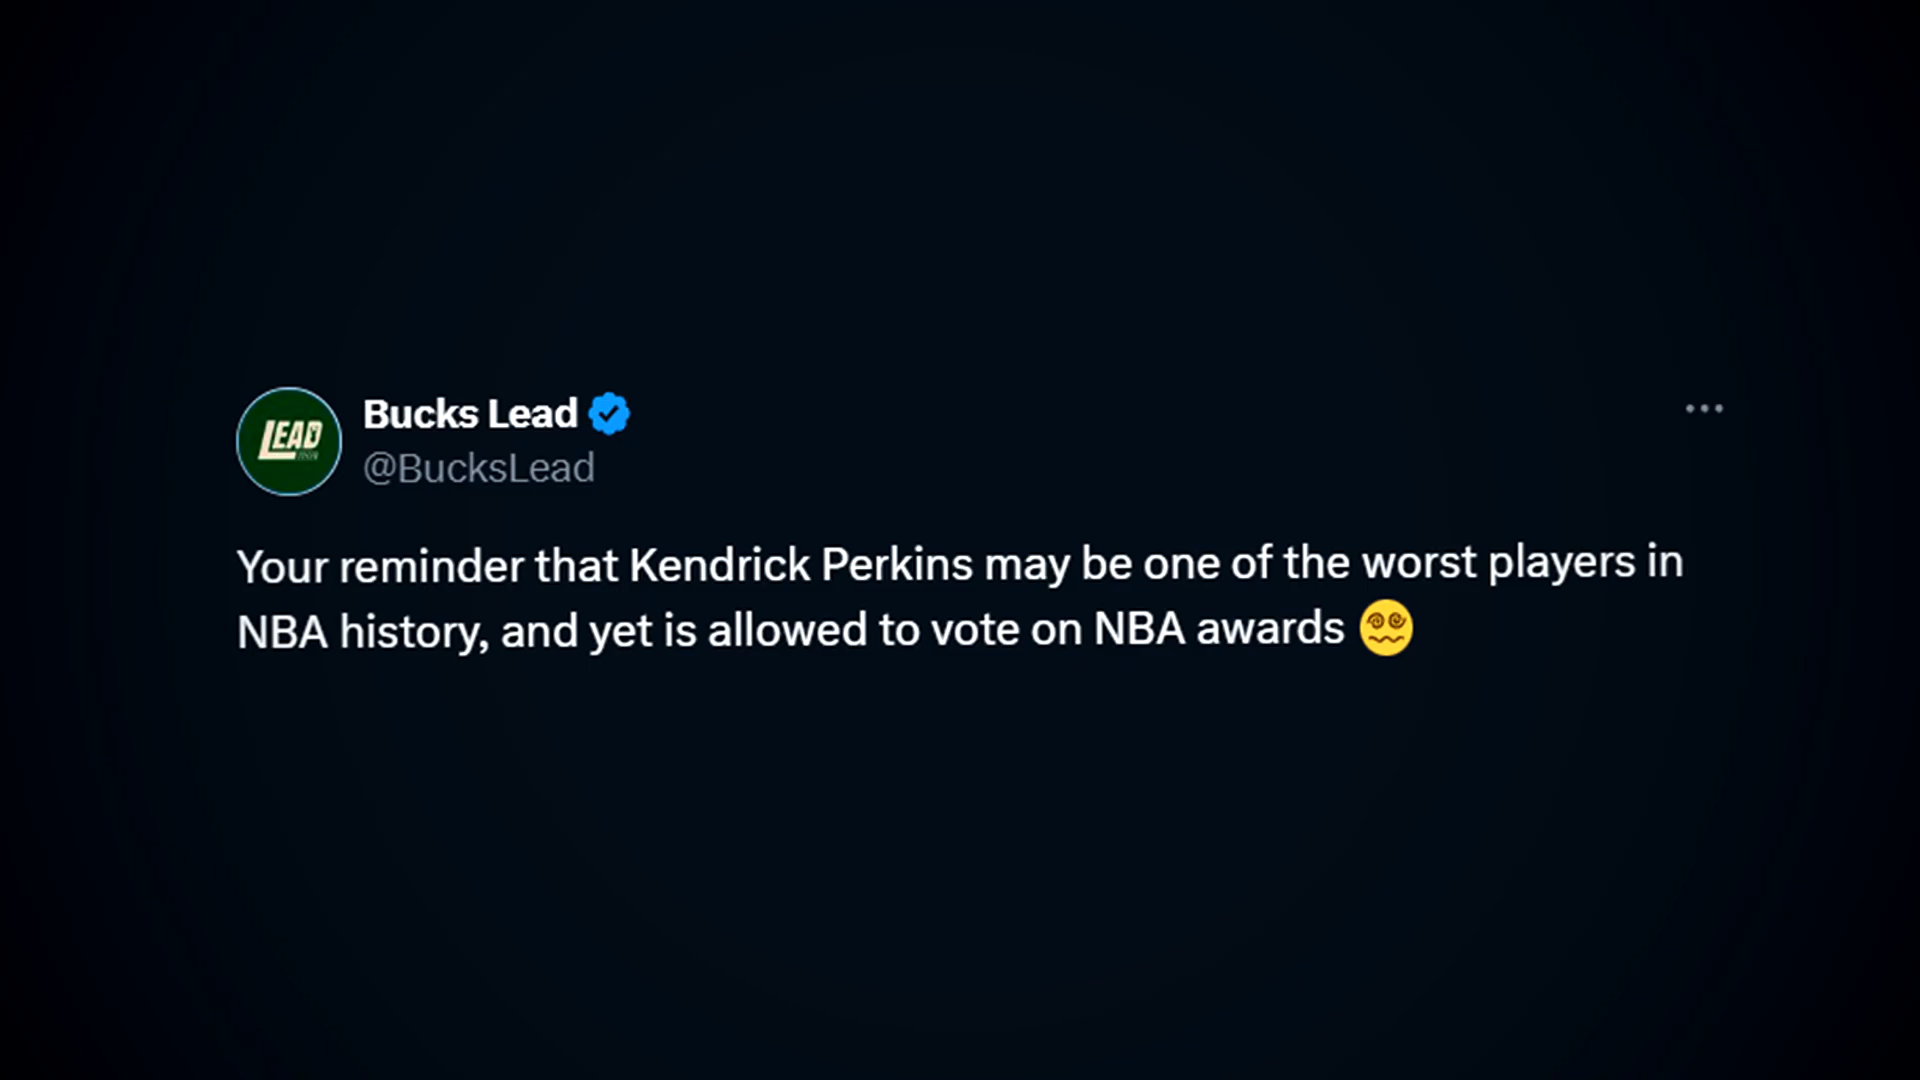 LEAD
Bucks Lead
@BucksLead
Your reminder that Kendrick Perkins may be one of the worst players in
NBA history, and yet is allowed to vote on NBA awards 😵‍💫